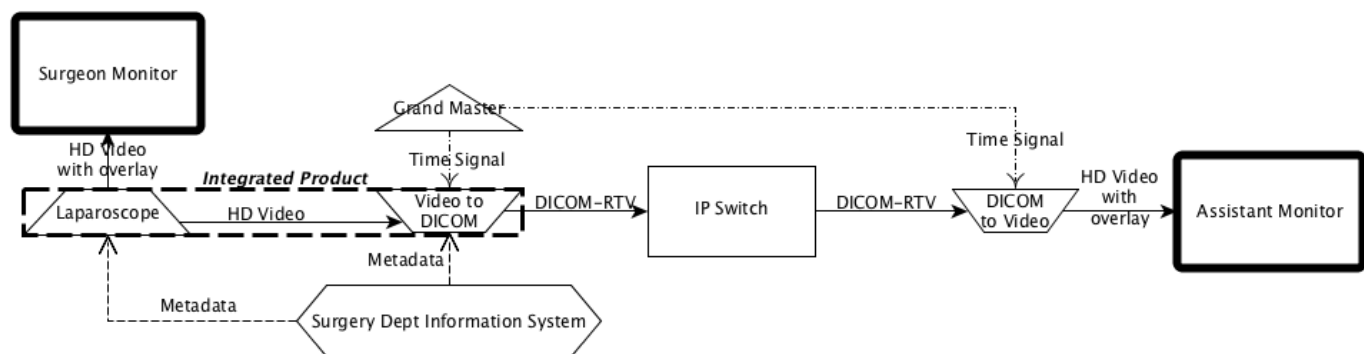 Surgeon Monitor
Grand Master
HD Video
with overlay
Time Signal
Time Signal
Integrated Product
Laparoscope
HD Video
Video to
DICOM
DICOM-RTV
IP Switch
DICOM-RTV
DICOM
to Video
HD Video
with
overlay
Assistant Monitor
Metadata
Metadata
Surgery Dept Information System